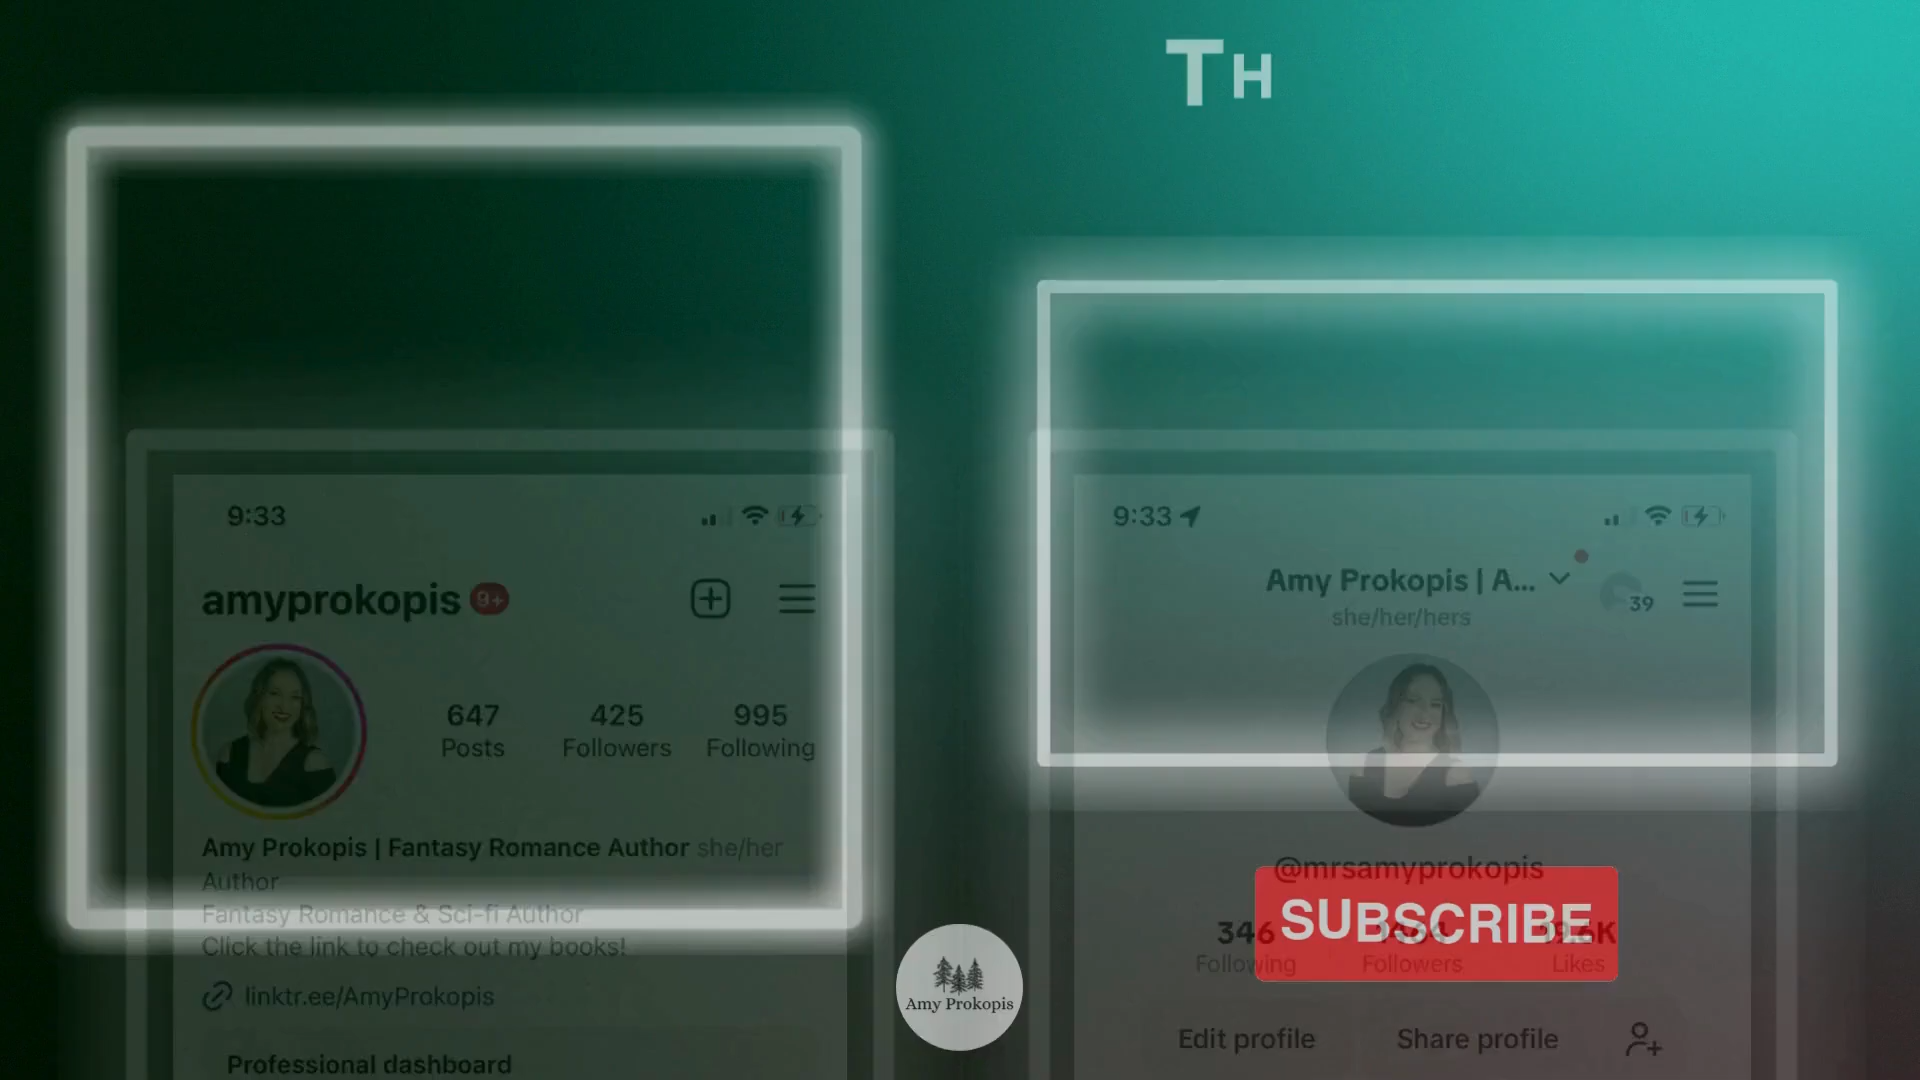 Th
9:33
amyprokopis 9+
647 425 995
Posts Followers Following
Amy Prokopis | Fantasy Romance Author she/her
Author
Fantasy Romance & Sci-fi Author
Click the link to check out my books!
linktr.ee/AmyProkopis
Professional dashboard
Amy Prokopis
9:33
Amy Prokopis | A...
39
she/her/hers
@mrsamyprokopis
SUBSCRIBE
346
Following Followers Likes
Edit profile Share profile